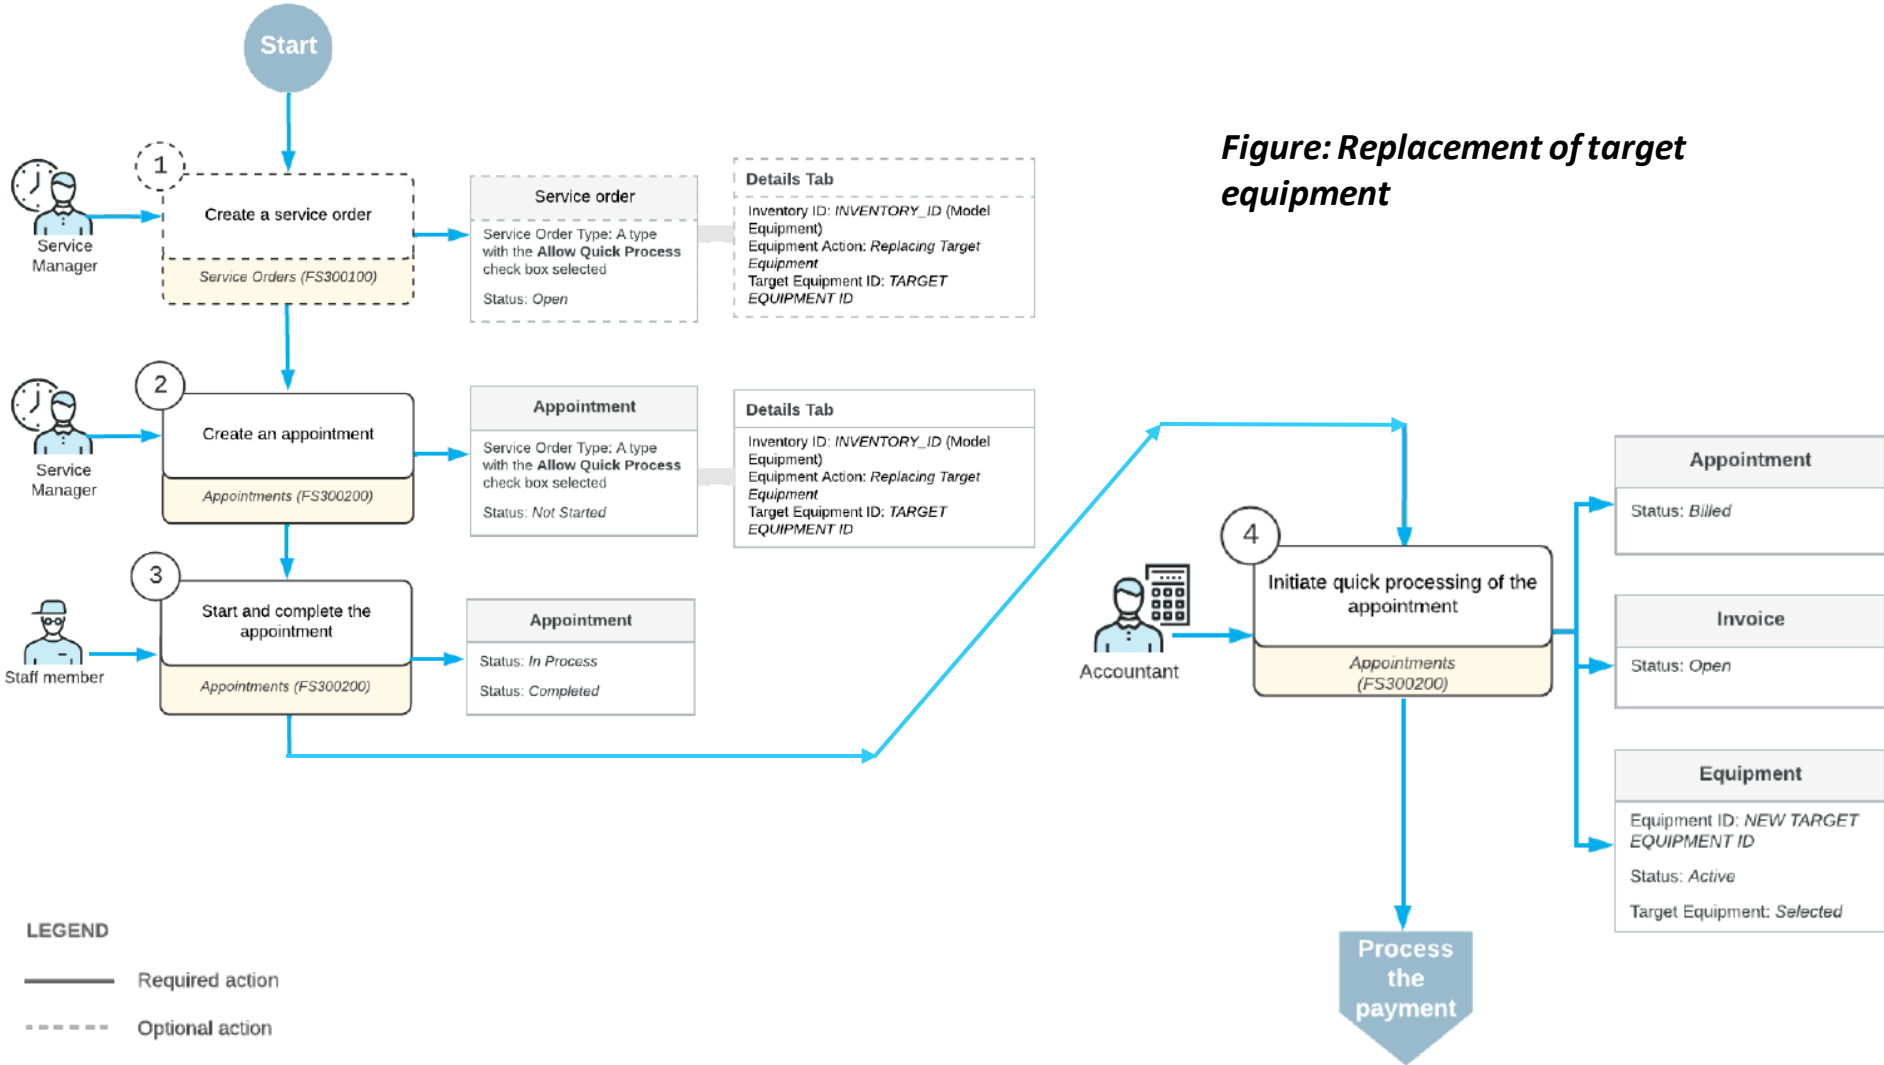 Start
Figure: Replacement of target
equipment
1
Create a service order
Service Orders (FS300100)
Service
Manager
Service order
Service Order Type: A type
with the Allow Quick Process
check box selected
Status: Open
Details Tab
Inventory ID: INVENTORY_ID (Model
Equipment)
Equipment Action: Replacing Target
Equipment
Target Equipment ID: TARGET
EQUIPMENT ID
2
Create an appointment
Appointments (FS300200)
Service
Manager
Appointment
Service Order Type: A type
with the Allow Quick Process
check box selected
Status: Not Started
Details Tab
Inventory ID: INVENTORY_ID (Model
Equipment)
Equipment Action: Replacing Target
Equipment
Target Equipment ID: TARGET
EQUIPMENT ID
3
Start and complete the
appointment
Appointments (FS300200)
Staff member
Appointment
Status: In Process
Status: Completed
4
Initiate quick processing of the
appointment
Appointments
(FS300200)
Accountant
Appointment
Status: Billed
Invoice
Status: Open
Equipment
Equipment ID: NEW TARGET
EQUIPMENT ID
Status: Active
Target Equipment: Selected
Process
the
payment
LEGEND
Required action
Optional action